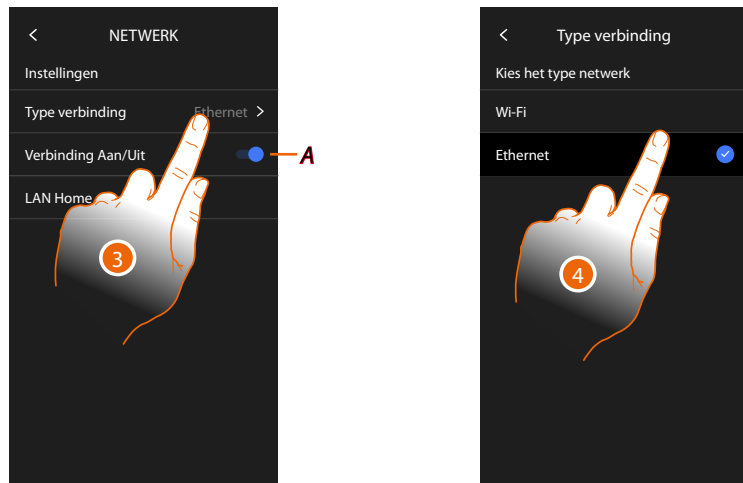 NETWERK
Instellingen
Type verbinding Ethernet
Verbinding Aan/Uit
A
LAN Home
3
Type verbinding
Kies het type netwerk
Wi-Fi
Ethernet
4